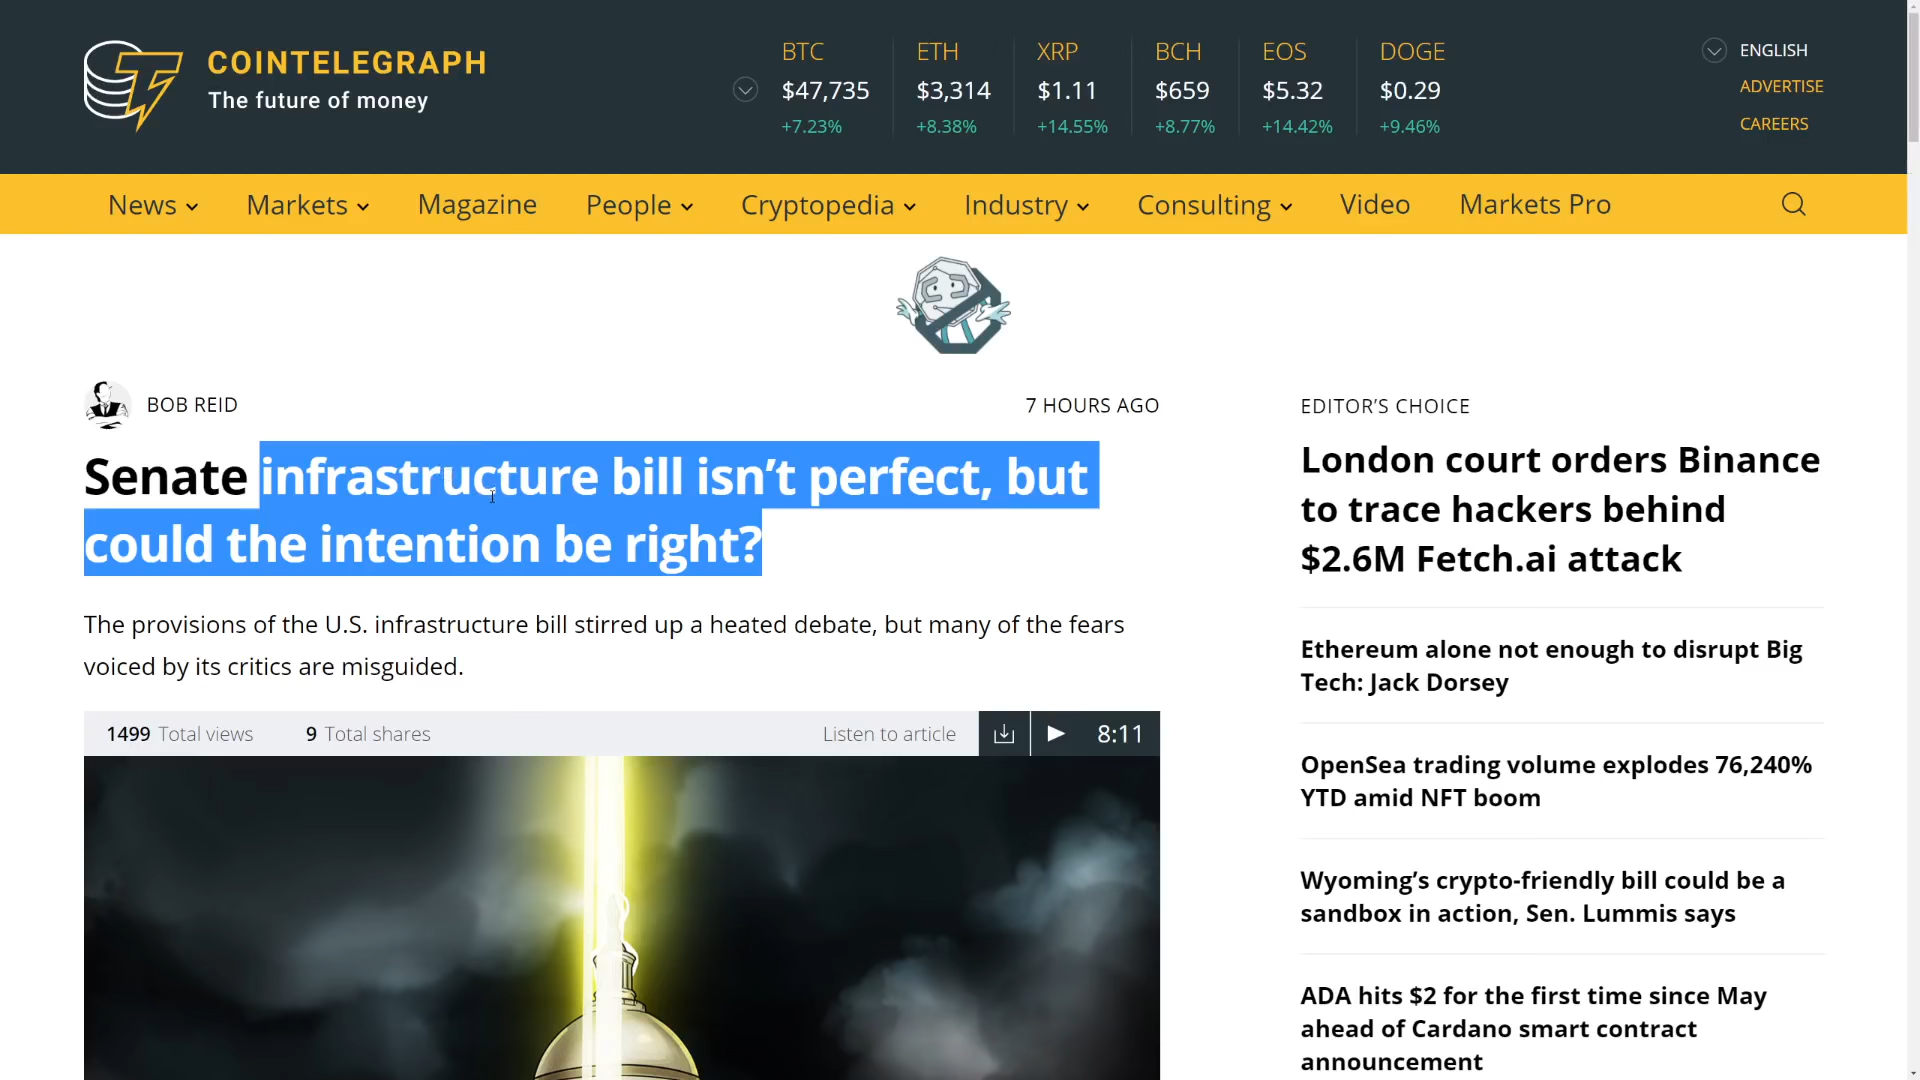 COINTELEGRAPH
The future of money
BTC
$47,735
+7.23%
ETH
$3,314
+8.38%
XRP
$1.11
+14.55%
BCH
$659
+8.77%
EOS
$5.32
+14.42%
DOGE
$0.29
+9.46%
ENGLISH
ADVERTISE
CAREERS
News Markets Magazine People Cryptopedia Industry Consulting Video Markets Pro
BOB REID
7 HOURS AGO
Senate infrastructure bill isn’t perfect, but
could the intention be right?
The provisions of the U.S. infrastructure bill stirred up a heated debate, but many of the fears
voiced by its critics are misguided.
1499 Total views 9 Total shares Listen to article 8:11
EDITOR’S CHOICE
London court orders Binance
to trace hackers behind
$2.6M Fetch.ai attack
Ethereum alone not enough to disrupt Big
Tech: Jack Dorsey
OpenSea trading volume explodes 76,240%
YTD amid NFT boom
Wyoming’s crypto-friendly bill could be a
sandbox in action, Sen. Lummis says
ADA hits $2 for the first time since May
ahead of Cardano smart contract
announcement